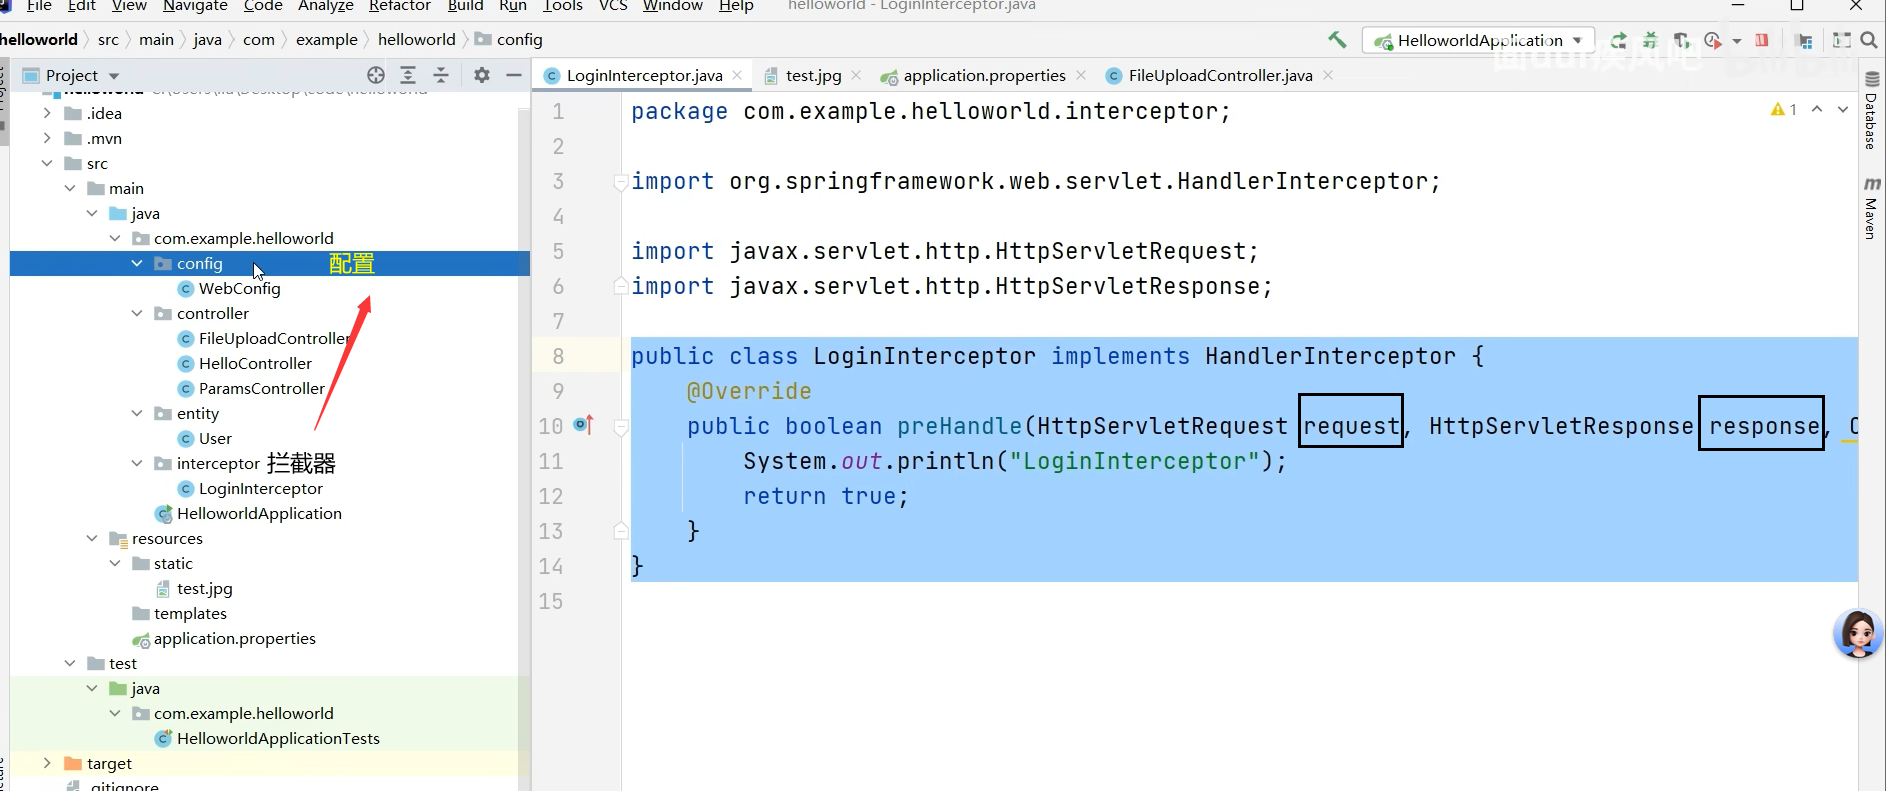 File Edit View Navigate Code Analyze Refactor Build Run Tools VCS Window Help helloworld - LoginInterceptor.java
helloworld src main java com example helloworld config HelloworldApplication
Project LoginInterceptor.java test.jpg application.properties FileUploadController.java
.idea
.mvn
src
main
java
com.example.helloworld
config 配置
WebConfig
controller
FileUploadController
HelloController
ParamsController
entity
User
interceptor 拦截器
LoginInterceptor
HelloworldApplication
resources
static
test.jpg
templates
application.properties
test
java
com.example.helloworld
HelloworldApplicationTests
target
.gitignore
1 package com.example.helloworld.interceptor;
2
3 import org.springframework.web.servlet.HandlerInterceptor;
4
5 import javax.servlet.http.HttpServletRequest;
6 import javax.servlet.http.HttpServletResponse;
7
8 public class LoginInterceptor implements HandlerInterceptor {
9 @Override
10 public boolean preHandle(HttpServletRequest request, HttpServletResponse response,
11 System.out.println("LoginInterceptor");
12 return true;
13 }
14 }
15
1
Database
Maven